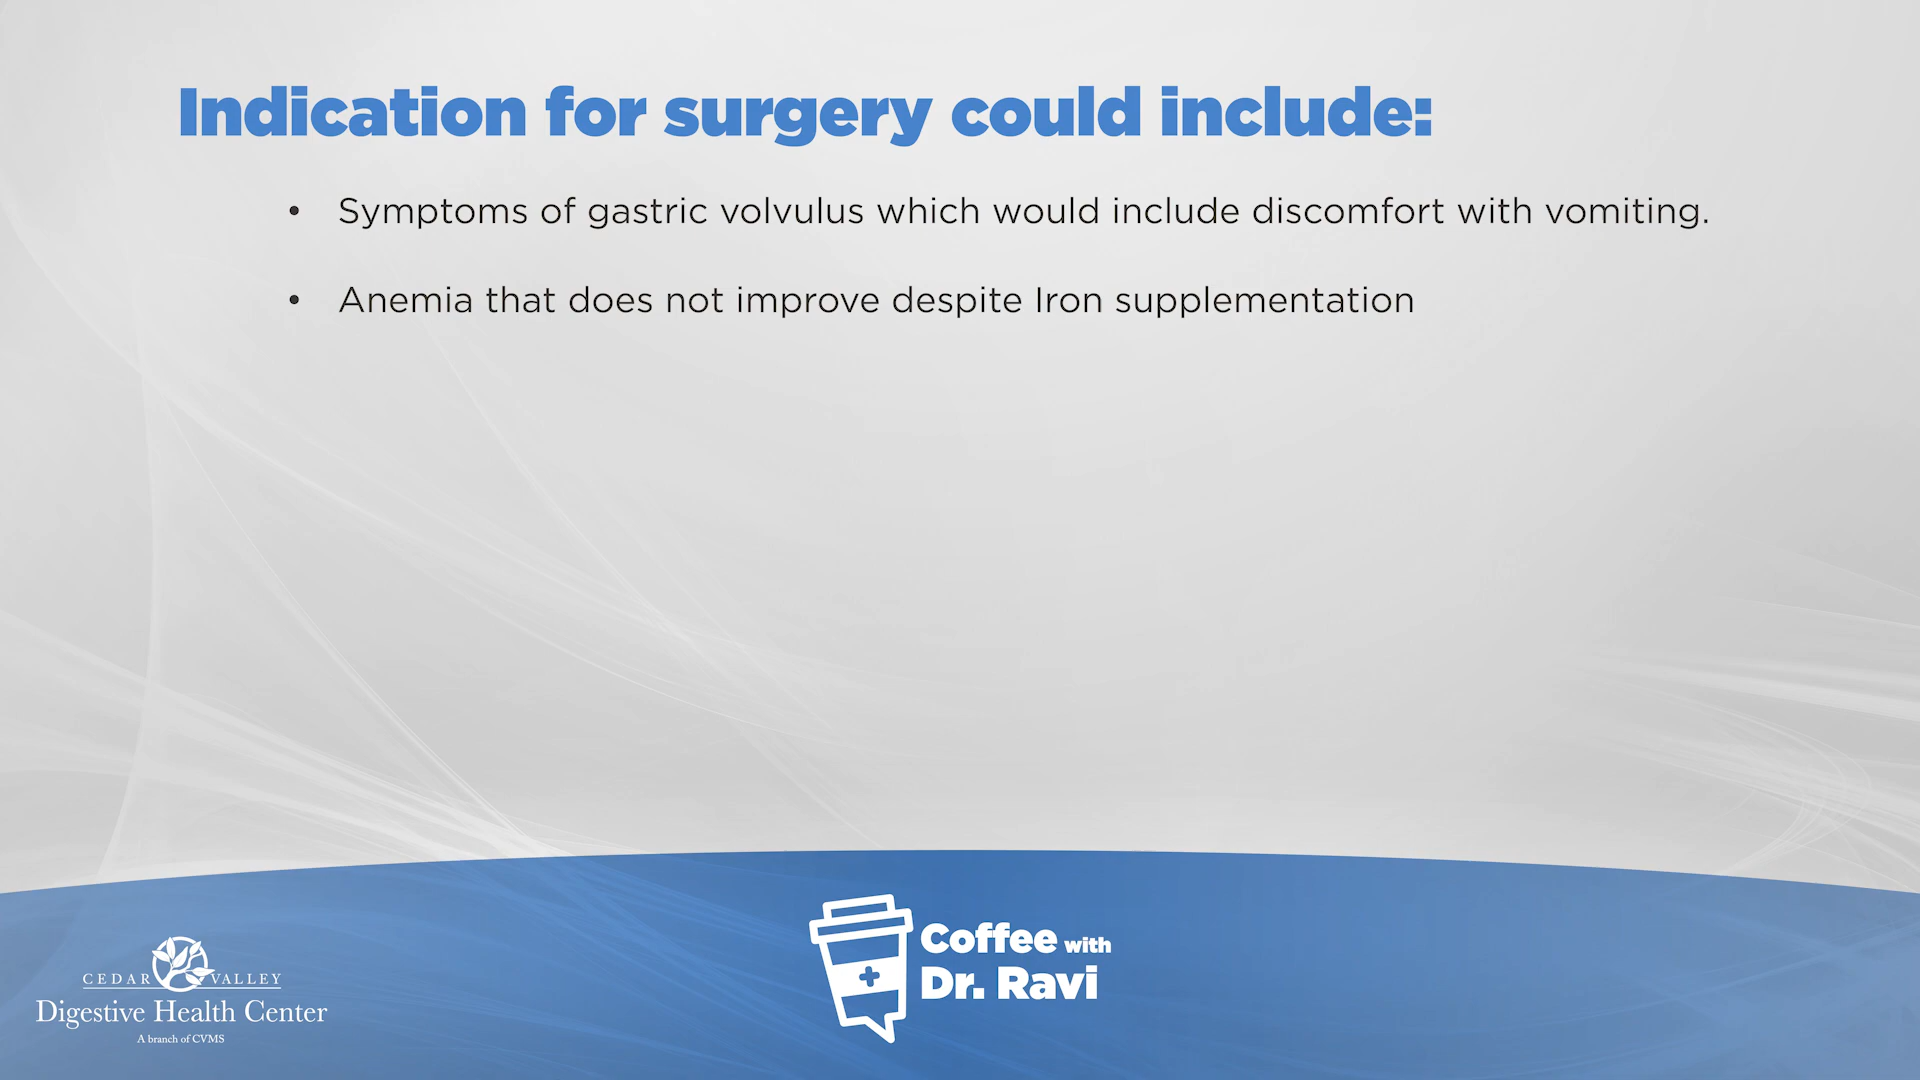 Indication for surgery could include:
• Symptoms of gastric volvulus which would include discomfort with vomiting.
• Anemia that does not improve despite Iron supplementation
Coffee with
Dr. Ravi
CEDAR VALLEY
Digestive Health Center
A branch of CVMS